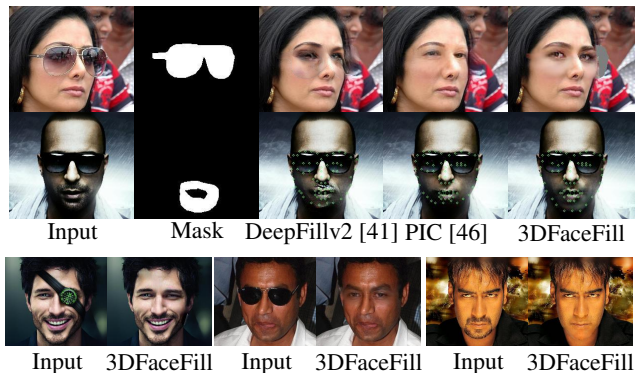 Input Mask DeepFillv2 [41] PIC [46] 3DFaceFill
Input 3DFaceFill Input 3DFaceFill Input 3DFaceFill